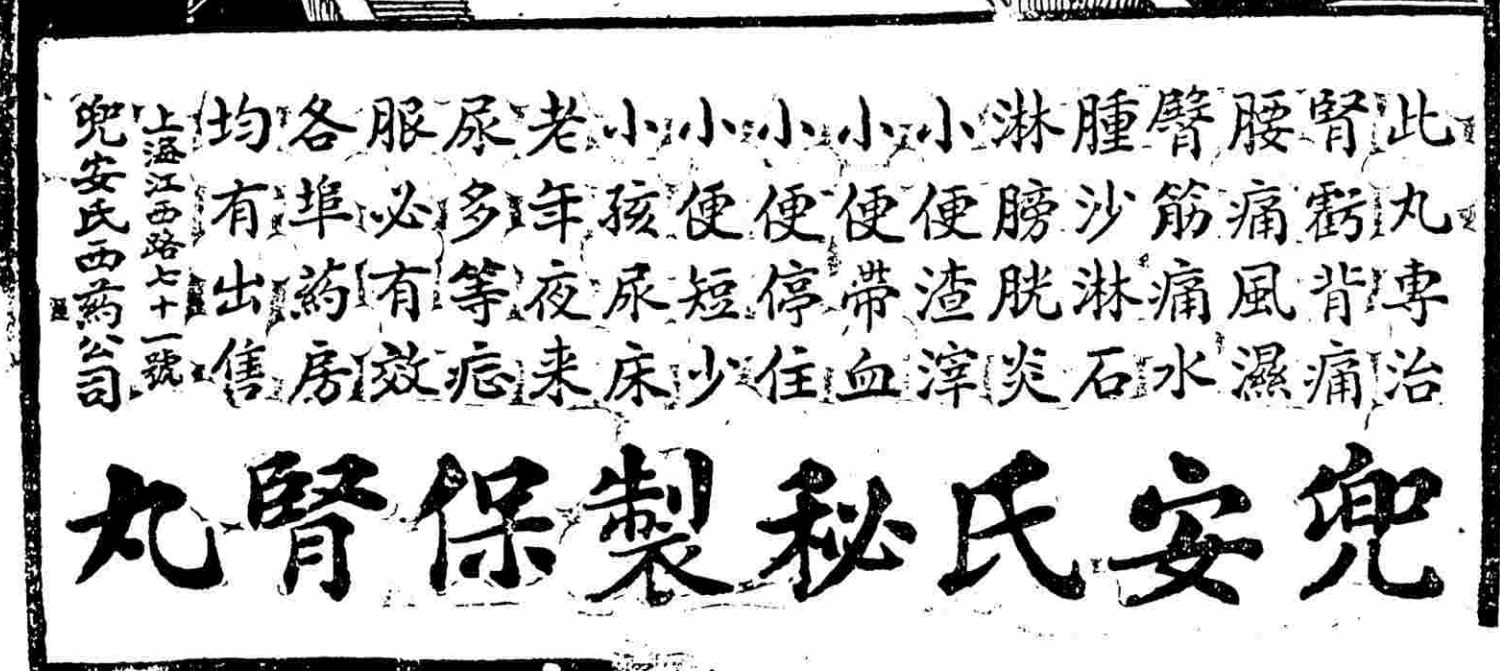 此丸專治
腎虧背痛
腰痛風濕
臀筋痛水
腫沙淋石
淋膀胱炎
小便渣滓
小便帶血
小便停住
小便短少
小孩尿床
老年夜来
尿多等症
服必有效
各埠葯房
均有出售
上海江西路七十一號
兜安氏西葯公司
兜安氏秘製保腎丸